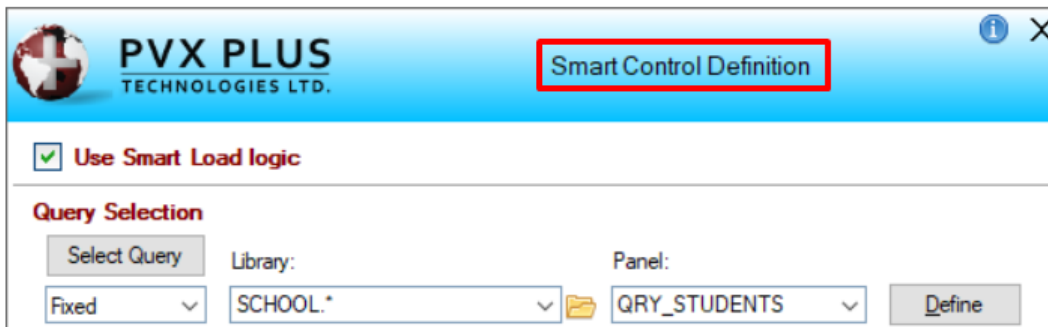 PVX PLUS
TECHNOLOGIES LTD.
Smart Control Definition
Use Smart Load logic
Query Selection
Select Query
Library:
Panel:
Fixed
SCHOOL.*
QRY_STUDENTS
Define